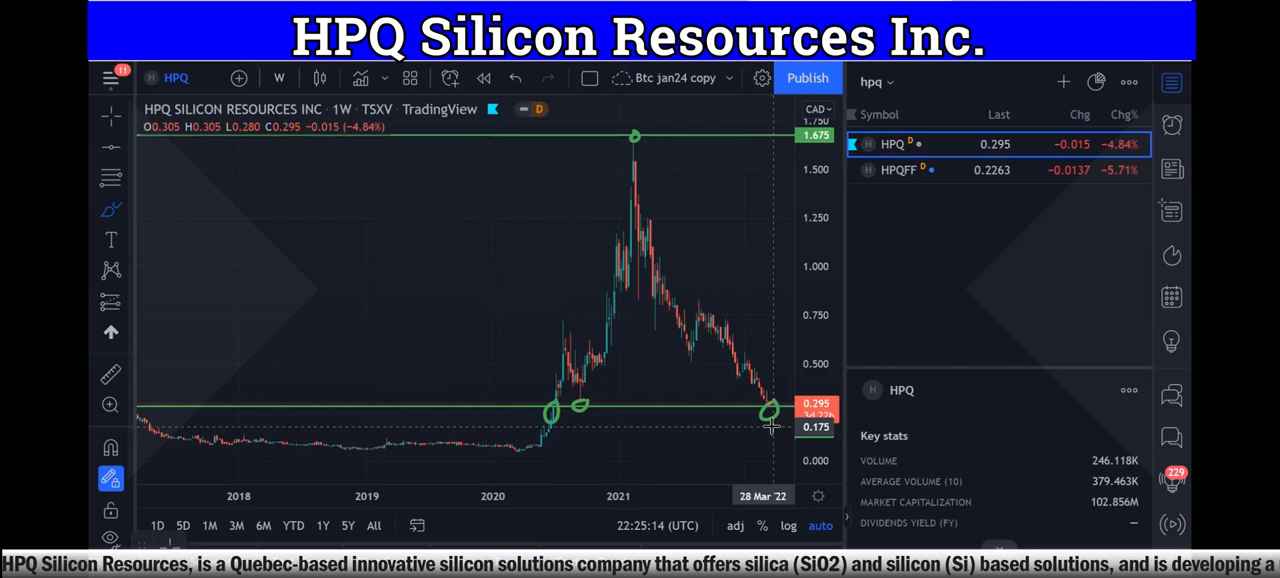 HPQ Silicon Resources Inc.
11
H HPQ W Btc jan24 copy Publish
hpq
HPQ SILICON RESOURCES INC · 1W · TSXV TradingView D
CAD
O0.305 H0.305 L0.280 C0.295 −0.015 (−4.84%)
Symbol Last Chg Chg%
H HPQ D 0.295 −0.015 −4.84%
H HPQFF D 0.2263 −0.0137 −5.71%
1.750
1.675
1.500
1.250
1.000
0.750
0.500
0.295
3d 22h
0.175
0.000
2018 2019 2020 2021 28 Mar '22
1D 5D 1M 3M 6M YTD 1Y 5Y All 22:25:14 (UTC) adj % log auto
H HPQ
Key stats
VOLUME 246.118K
AVERAGE VOLUME (10) 379.463K
MARKET CAPITALIZATION 102.856M
DIVIDENDS YIELD (FY) —
229
HPQ Silicon Resources, is a Quebec-based innovative silicon solutions company that offers silica (SiO2) and silicon (Si) based solutions, and is developing a